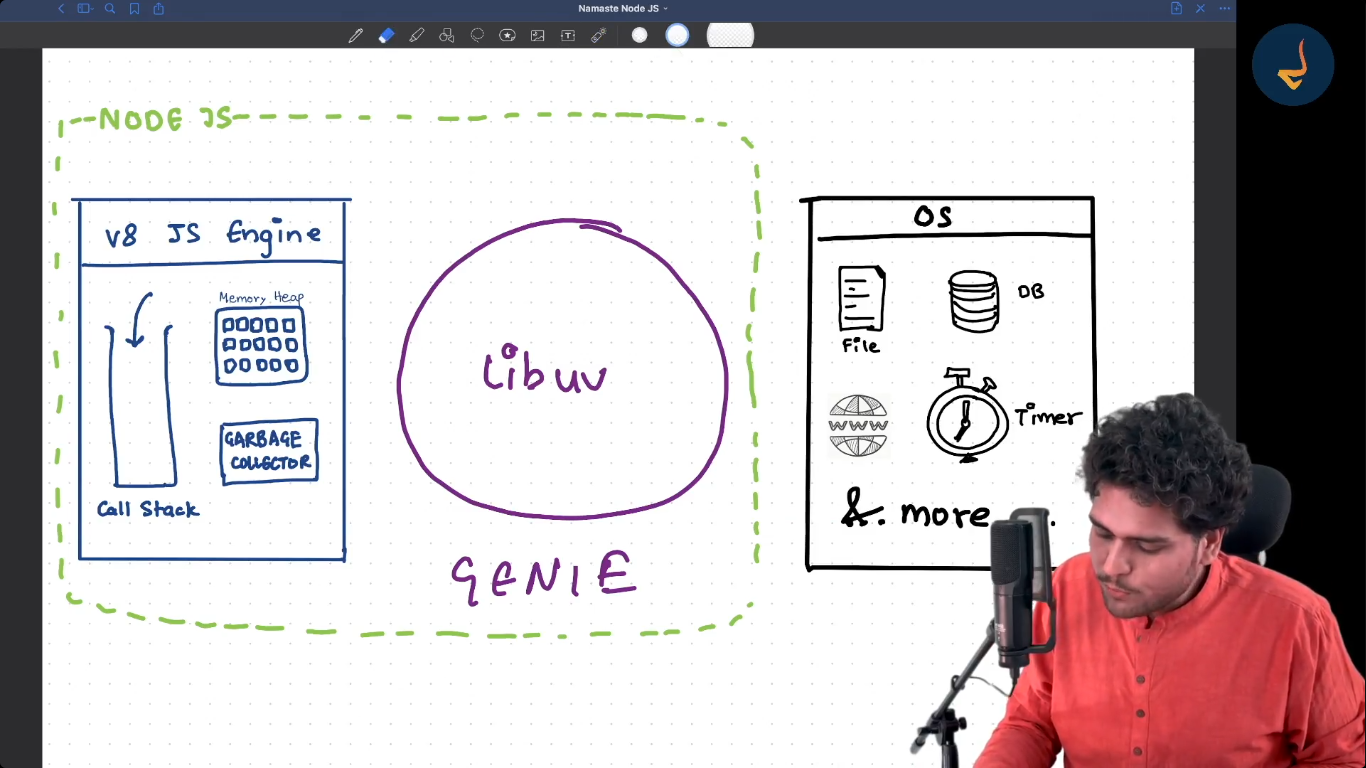 Namaste Node JS
T
NODE JS
V8 JS Engine
Memory Heap
GARBAGE
COLLECTOR
Call Stack
Libuv
GENIE
OS
File
DB
WWW
Timer
&. more